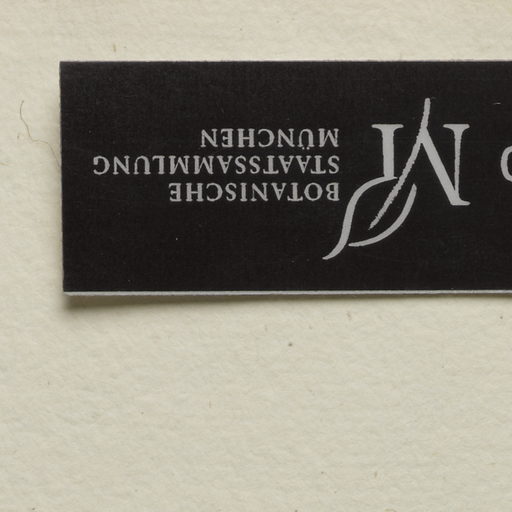 M
BOTANISCHE
STAATSSAMMLUNG
MÜNCHEN